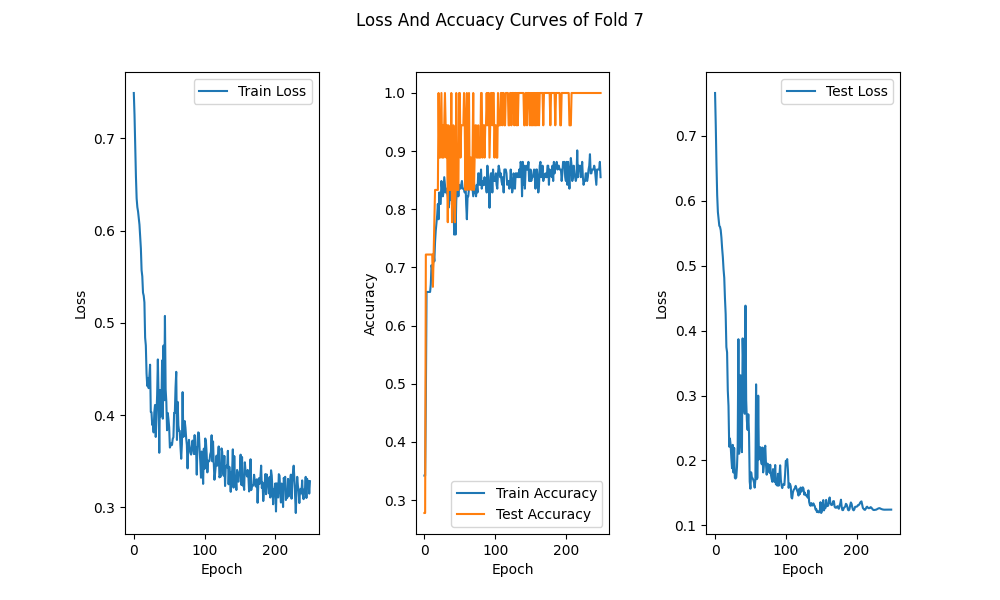 Loss And Accuacy Curves of Fold 7
Train Loss
0.7
0.6
0.5
0.4
0.3
Loss
0
100
200
Epoch
1.0
0.9
0.8
0.7
0.6
0.5
0.4
0.3
Accuracy
Train Accuracy
Test Accuracy
0
100
200
Epoch
Test Loss
0.7
0.6
0.5
0.4
0.3
0.2
0.1
Loss
0
100
200
Epoch